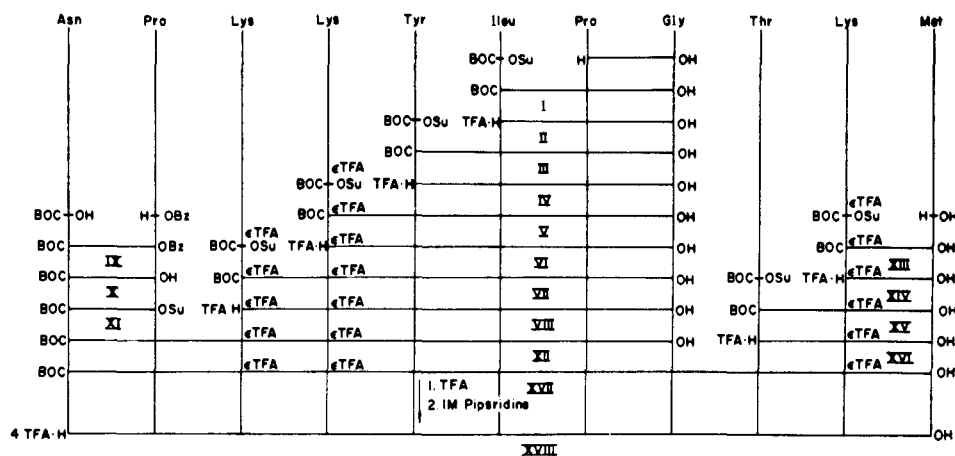 Asn Pro Lys Lys Tyr Ileu Pro Gly Thr Lys Met
BOC OSu H OH
BOC OH
I
BOC OSu TFA·H OH
II
BOC OH
III
εTFA
BOC OSu TFA·H OH
IV
εTFA
BOC OH H OBz BOC εTFA OH BOC OSu H OH
V
εTFA
BOC OBz BOC OSu TFA·H εTFA OH BOC εTFA OH
IX VI XIII
BOC OH BOC εTFA εTFA OH BOC OSu TFA·H εTFA OH
X VII XIV
BOC OSu TFA H εTFA εTFA OH BOC εTFA OH
XI VIII XV
BOC εTFA εTFA OH TFA·H εTFA OH
XII XVI
BOC εTFA εTFA εTFA OH
1. TFA XVII
2. 1M Piperidine
4 TFA·H OH
XVIII